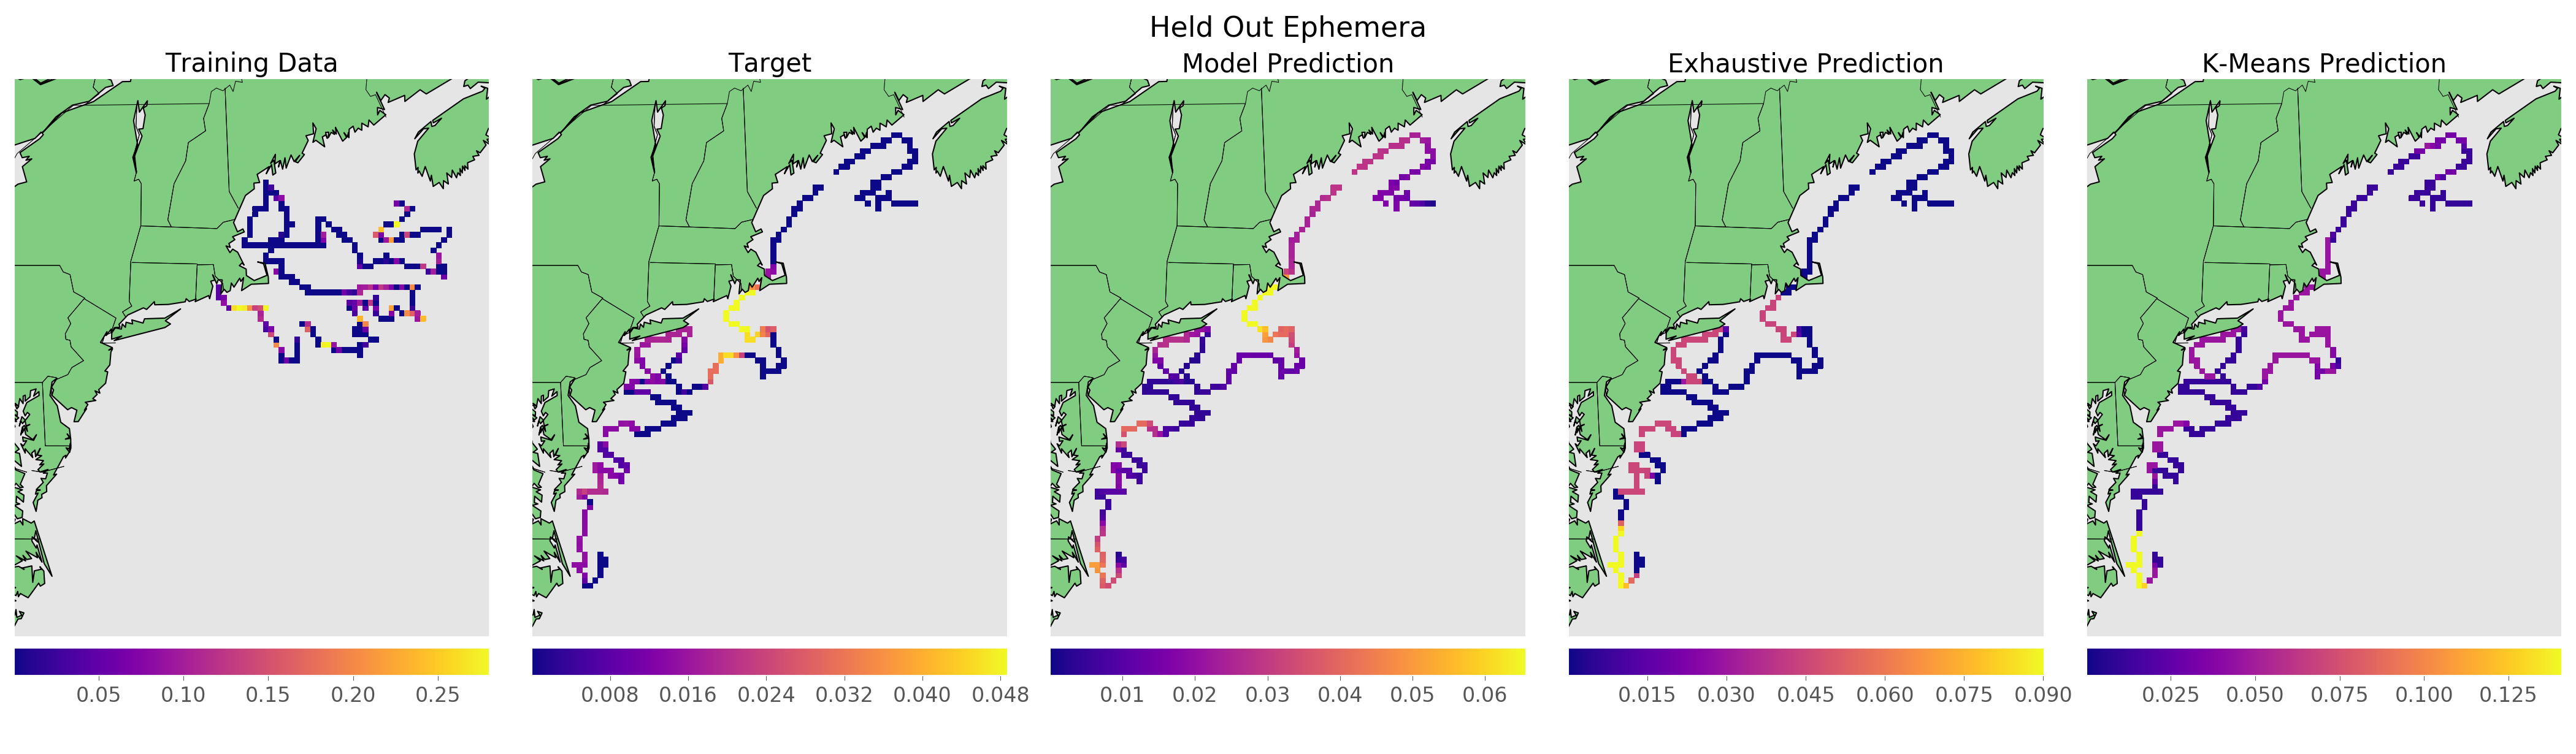 Held Out Ephemera
Training Data
Target
Model Prediction
Exhaustive Prediction
K-Means Prediction
0.05 0.10 0.15 0.20 0.25
0.008 0.016 0.024 0.032 0.040 0.048
0.01 0.02 0.03 0.04 0.05 0.06
0.015 0.030 0.045 0.060 0.075 0.090
0.025 0.050 0.075 0.100 0.125